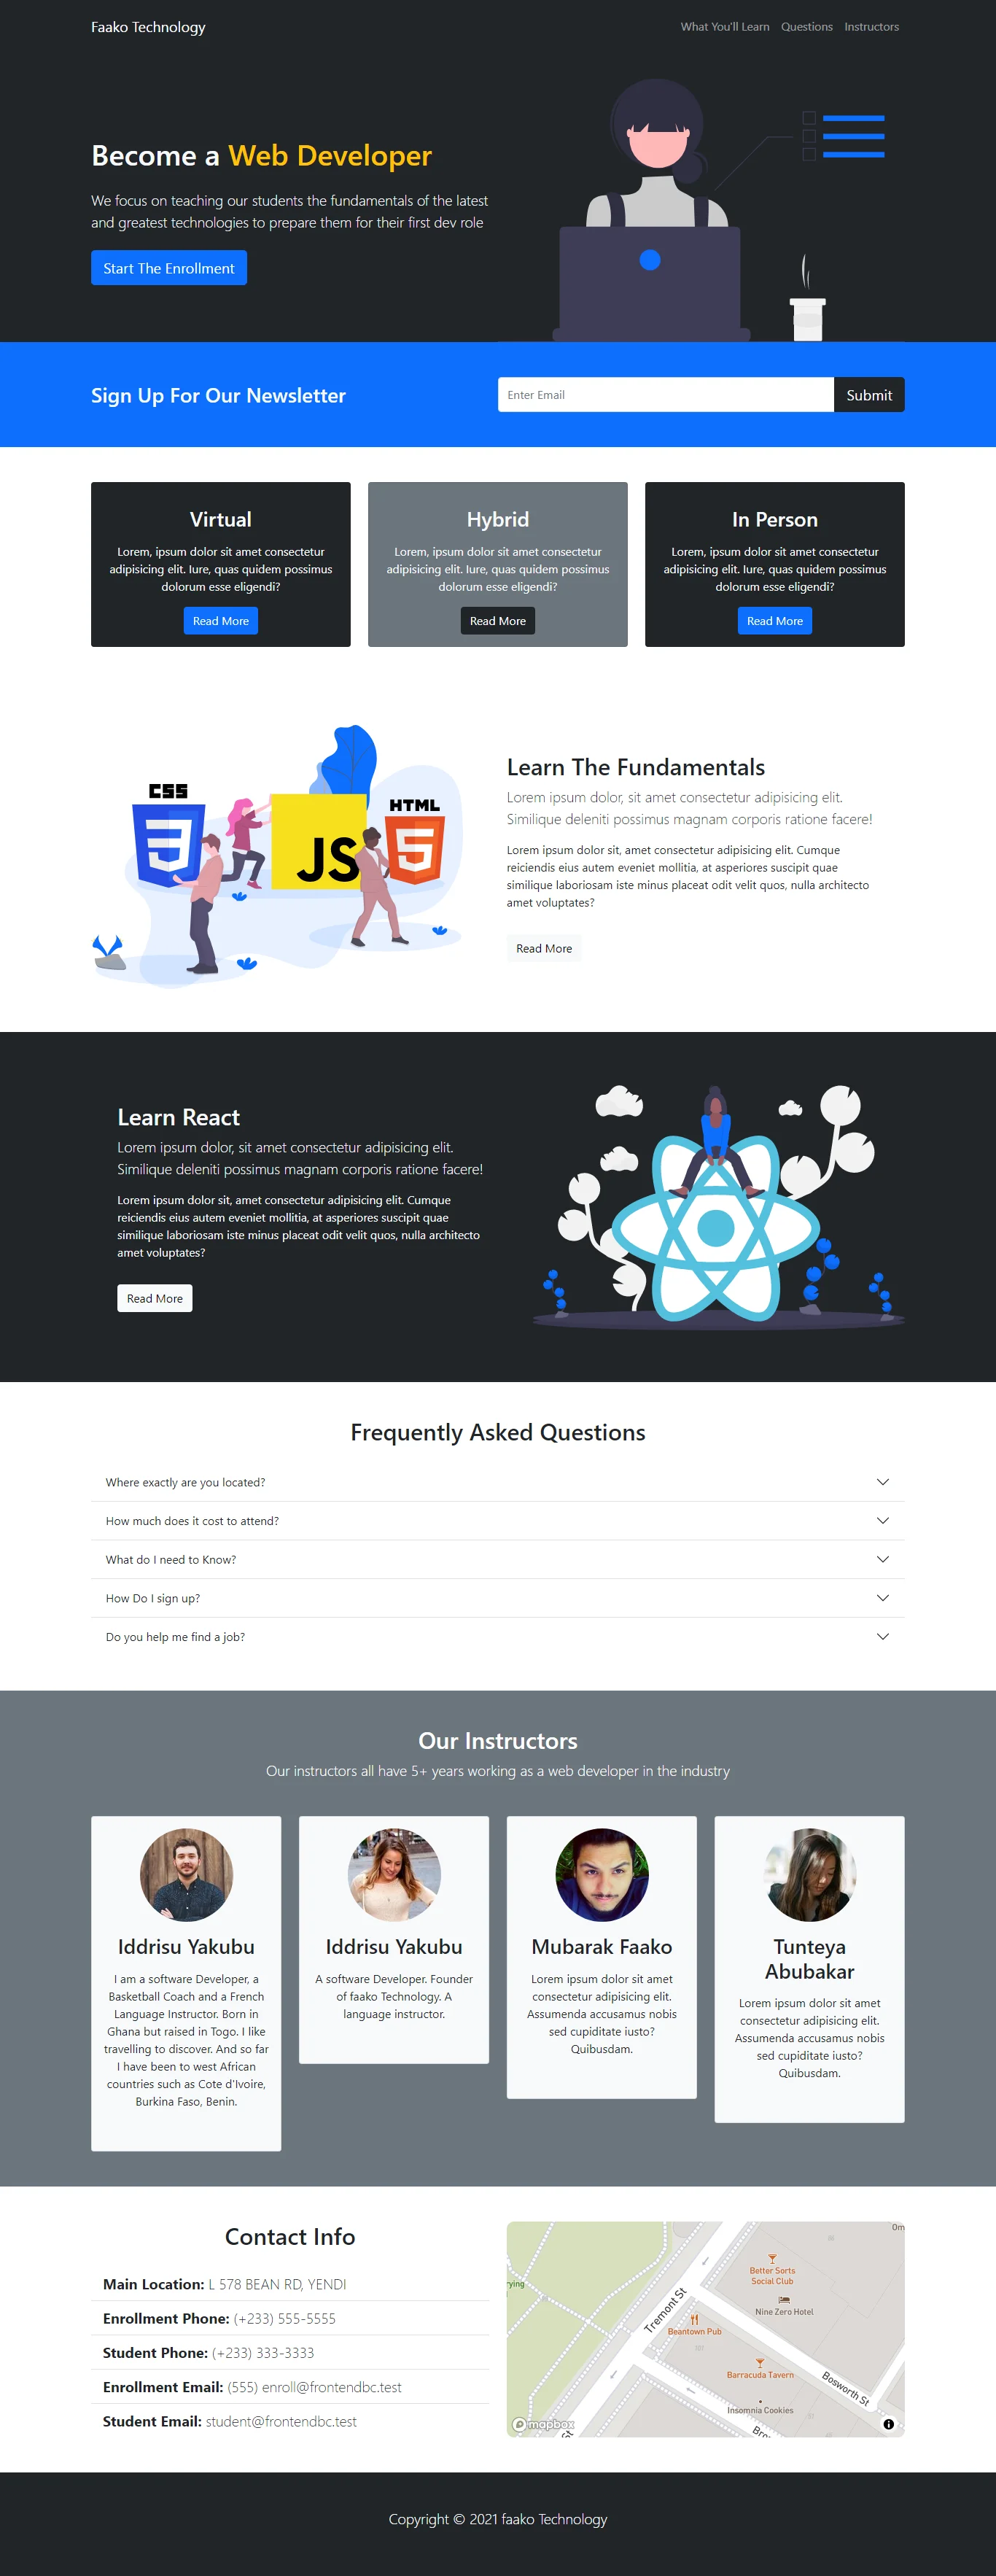 Faako Technology
What You'll Learn Questions Instructors
Become a Web Developer
We focus on teaching our students the fundamentals of the latest
and greatest technologies to prepare them for their first dev role
Start The Enrollment
Sign Up For Our Newsletter
Enter Email
Submit
Virtual
Lorem, ipsum dolor sit amet consectetur
adipisicing elit. Iure, quas quidem possimus
dolorum esse eligendi?
Read More
Hybrid
Lorem, ipsum dolor sit amet consectetur
adipisicing elit. Iure, quas quidem possimus
dolorum esse eligendi?
Read More
In Person
Lorem, ipsum dolor sit amet consectetur
adipisicing elit. Iure, quas quidem possimus
dolorum esse eligendi?
Read More
CSS
3
JS
HTML
5
Learn The Fundamentals
Lorem ipsum dolor, sit amet consectetur adipisicing elit.
Similique deleniti possimus magnam corporis ratione facere!
Lorem ipsum dolor sit, amet consectetur adipisicing elit. Cumque
reiciendis eius autem eveniet mollitia, at asperiores suscipit quae
similique laboriosam iste minus placeat odit velit quos, nulla architecto
amet voluptates?
Read More
Learn React
Lorem ipsum dolor, sit amet consectetur adipisicing elit.
Similique deleniti possimus magnam corporis ratione facere!
Lorem ipsum dolor sit, amet consectetur adipisicing elit. Cumque
reiciendis eius autem eveniet mollitia, at asperiores suscipit quae
similique laboriosam iste minus placeat odit velit quos, nulla architecto
amet voluptates?
Read More
Frequently Asked Questions
Where exactly are you located?
How much does it cost to attend?
What do I need to Know?
How Do I sign up?
Do you help me find a job?
Our Instructors
Our instructors all have 5+ years working as a web developer in the industry
Iddrisu Yakubu
I am a software Developer, a
Basketball Coach and a French
Language Instructor. Born in
Ghana but raised in Togo. I like
travelling to discover. And so far
I have been to west African
countries such as Cote d'Ivoire,
Burkina Faso, Benin.
Iddrisu Yakubu
A software Developer. Founder
of faako Technology. A
language instructor.
Mubarak Faako
Lorem ipsum dolor sit amet
consectetur adipisicing elit.
Assumenda accusamus nobis
sed cupiditate iusto?
Quibusdam.
Tunteya
Abubakar
Lorem ipsum dolor sit amet
consectetur adipisicing elit.
Assumenda accusamus nobis
sed cupiditate iusto?
Quibusdam.
Contact Info
Main Location: L 578 BEAN RD, YENDI
Enrollment Phone: (+233) 555-5555
Student Phone: (+233) 333-3333
Enrollment Email: (555) enroll@frontendbc.test
Student Email: student@frontendbc.test
0m
Better Sorts
Social Club
rying
Nine Zero Hotel
Tremont St
Beantown Pub
Barracuda Tavern
Bosworth St
Insomnia Cookies
mapbox
St
Bro
Copyright © 2021 faako Technology